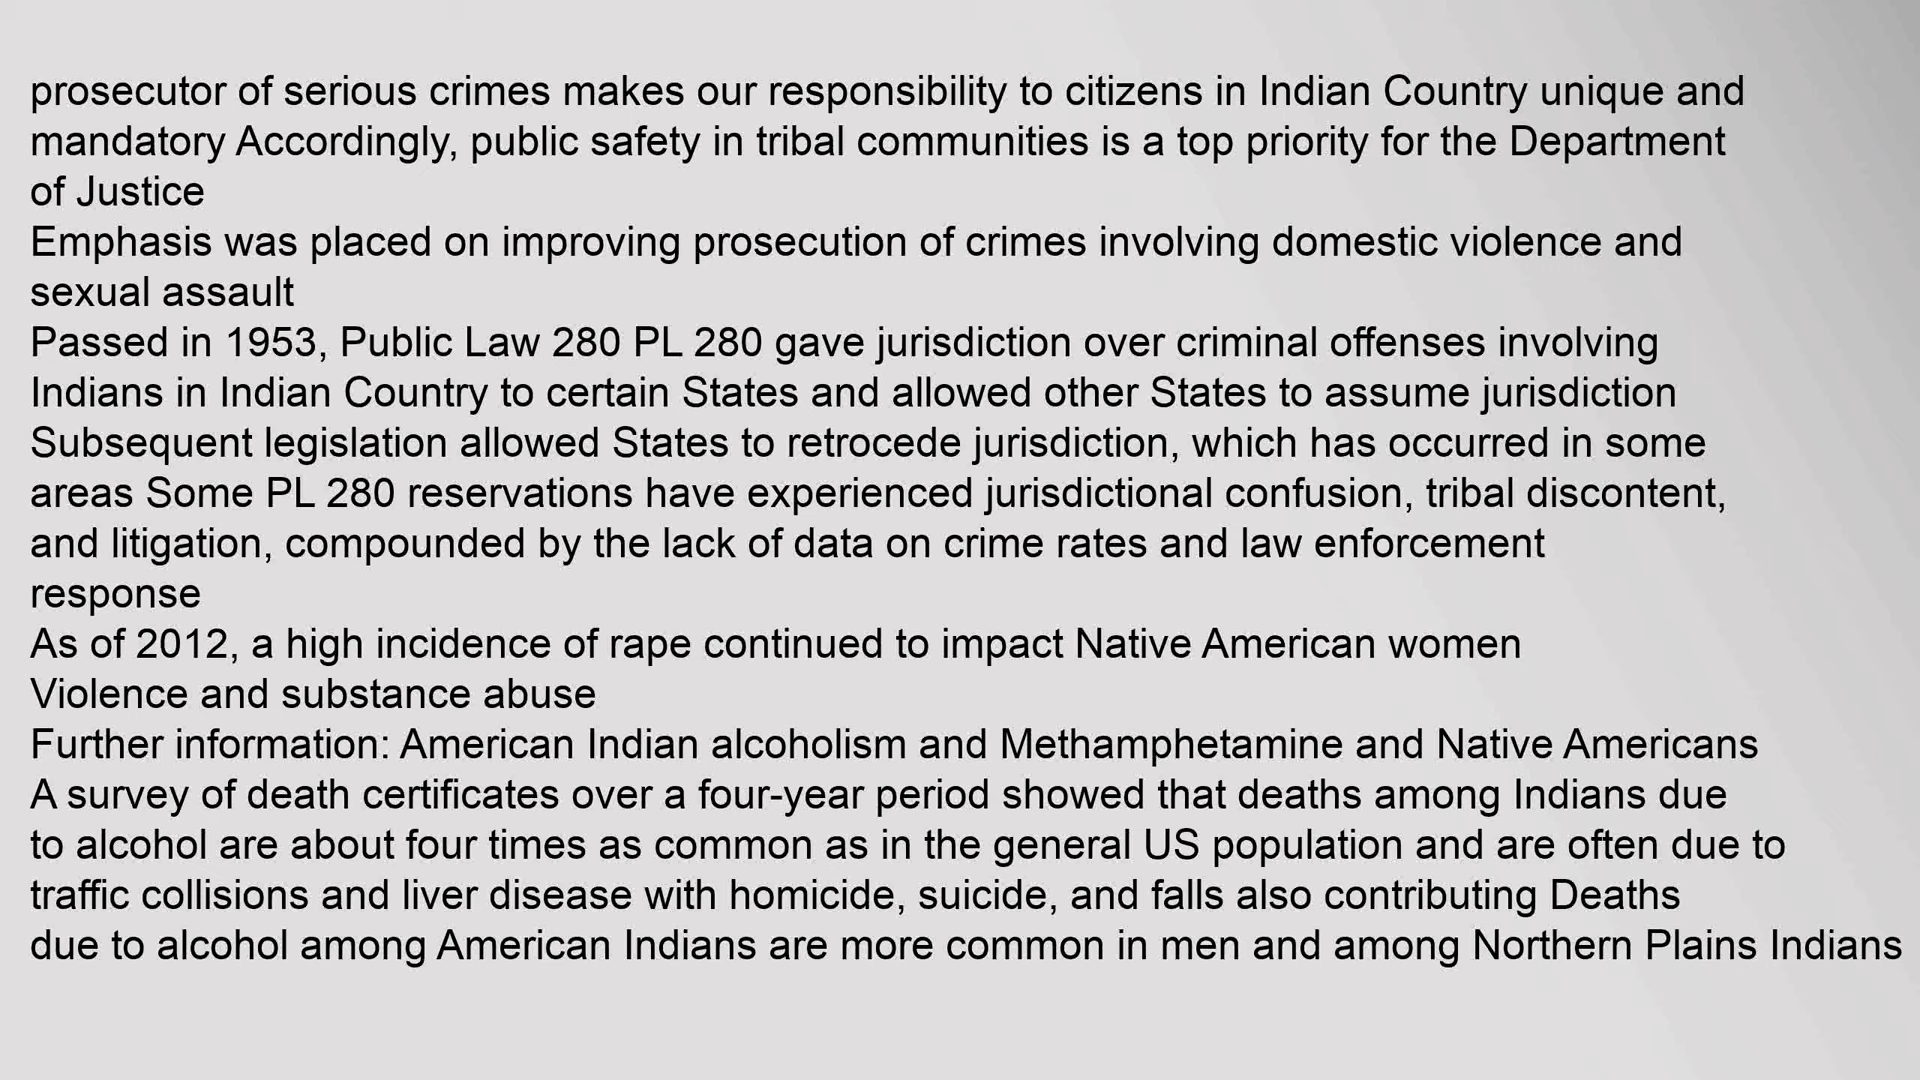 prosecutor of serious crimes makes our responsibility to citizens in Indian Country unique and
mandatory Accordingly, public safety in tribal communities is a top priority for the Department
of Justice
Emphasis was placed on improving prosecution of crimes involving domestic violence and
sexual assault
Passed in 1953, Public Law 280 PL 280 gave jurisdiction over criminal offenses involving
Indians in Indian Country to certain States and allowed other States to assume jurisdiction
Subsequent legislation allowed States to retrocede jurisdiction, which has occurred in some
areas Some PL 280 reservations have experienced jurisdictional confusion, tribal discontent,
and litigation, compounded by the lack of data on crime rates and law enforcement
response
As of 2012, a high incidence of rape continued to impact Native American women
Violence and substance abuse
Further information: American Indian alcoholism and Methamphetamine and Native Americans
A survey of death certificates over a four-year period showed that deaths among Indians due
to alcohol are about four times as common as in the general US population and are often due to
traffic collisions and liver disease with homicide, suicide, and falls also contributing Deaths
due to alcohol among American Indians are more common in men and among Northern Plains Indians